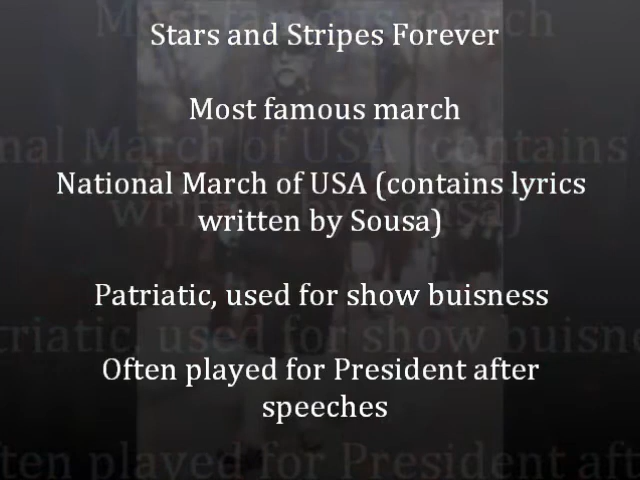 Stars and Stripes Forever
Most famous march
National March of USA (contains lyrics
written by Sousa)
Patriatic, used for show buisness
Often played for President after
speeches